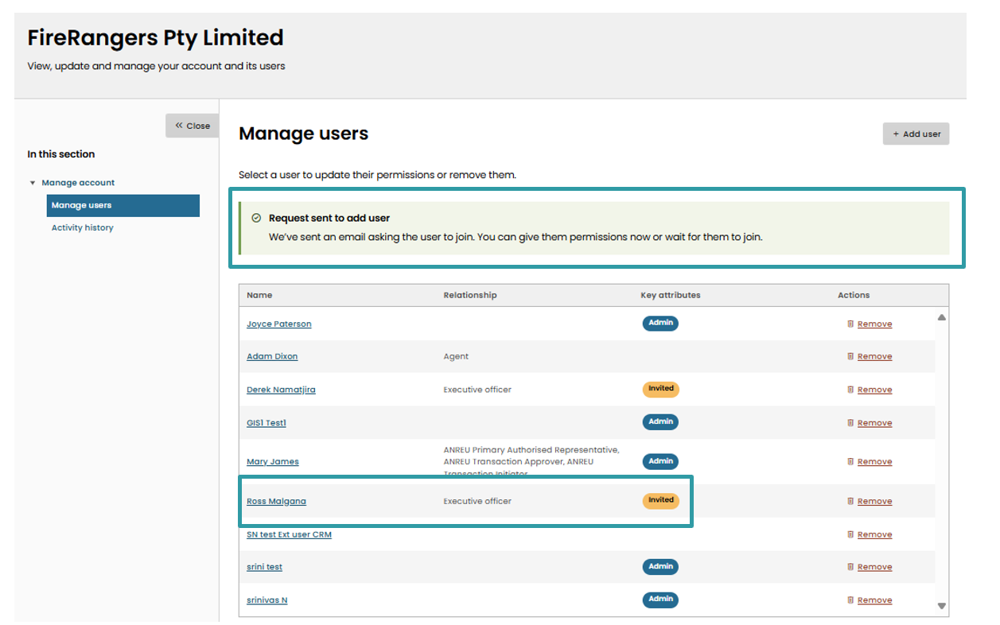 FireRangers Pty Limited
View, update and manage your account and its users
Close
In this section
Manage account
Manage users
Activity history
Manage users
+ Add user
Select a user to update their permissions or remove them.
Request sent to add user
We've sent an email asking the user to join. You can give them permissions now or wait for them to join.
Name Relationship Key attributes Actions
Joyce Paterson Admin Remove
Adam Dixon Agent Remove
Derek Namatjira Executive officer Invited Remove
GIS1 Test1 Admin Remove
ANREU Primary Authorised Representative,
Mary James ANREU Transaction Approver, ANREU Admin Remove
Transaction Initiator
Ross Malgana Executive officer Invited Remove
SN test Ext user CRM Remove
srini test Admin Remove
srinivas N Admin Remove